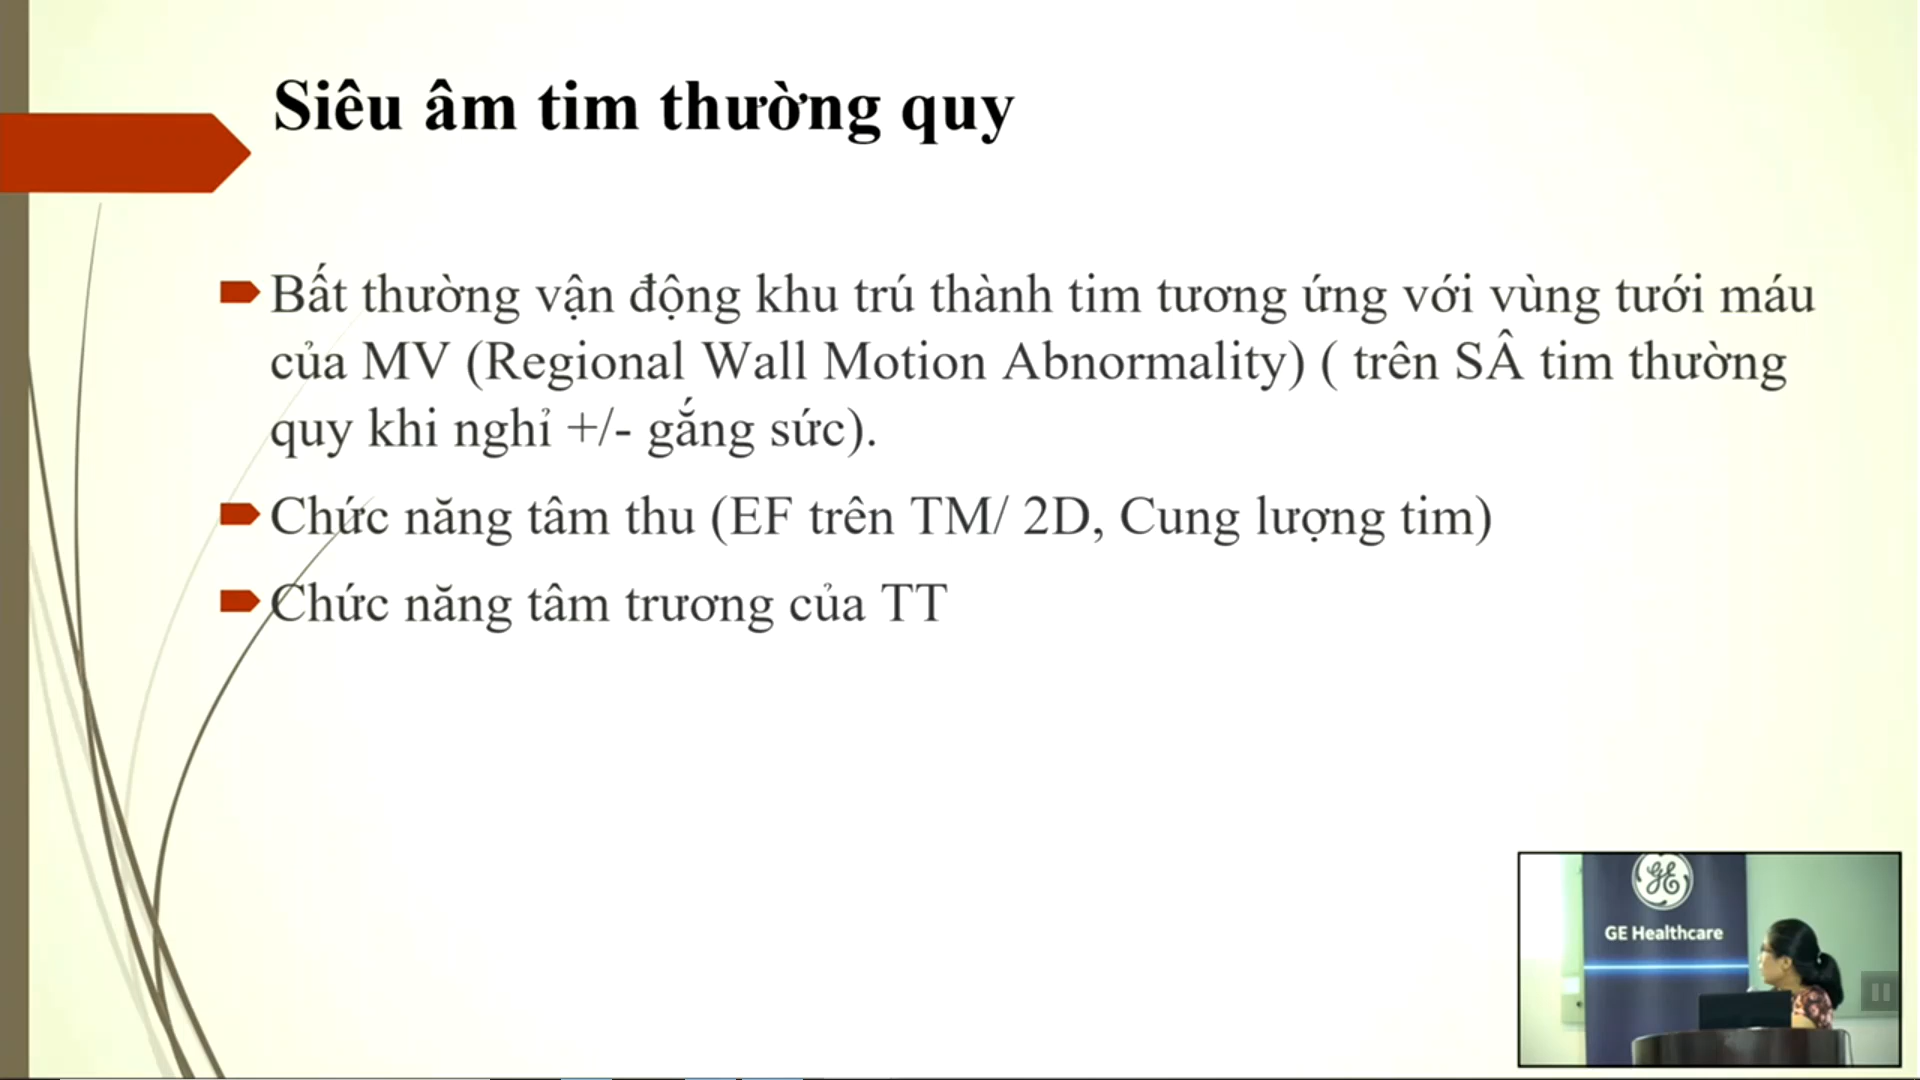 Siêu âm tim thường quy
Bất thường vận động khu trú thành tim tương ứng với vùng tưới máu
của MV (Regional Wall Motion Abnormality) ( trên SÂ tim thường
quy khi nghỉ +/- gắng sức).
Chức năng tâm thu (EF trên TM/ 2D, Cung lượng tim)
Chức năng tâm trương của TT
GE
GE Healthcare